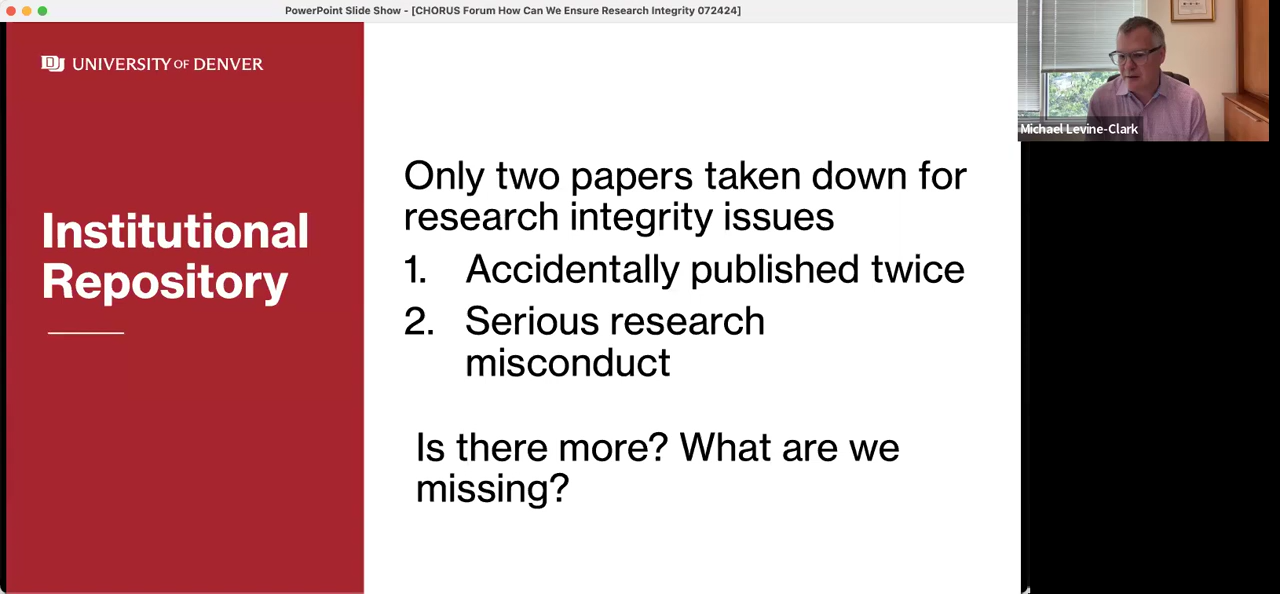 PowerPoint Slide Show - [CHORUS Forum How Can We Ensure Research Integrity 072424]
UNIVERSITY OF DENVER
Institutional
Repository
Only two papers taken down for
research integrity issues
1. Accidentally published twice
2. Serious research
misconduct
Is there more? What are we
missing?
Michael Levine-Clark